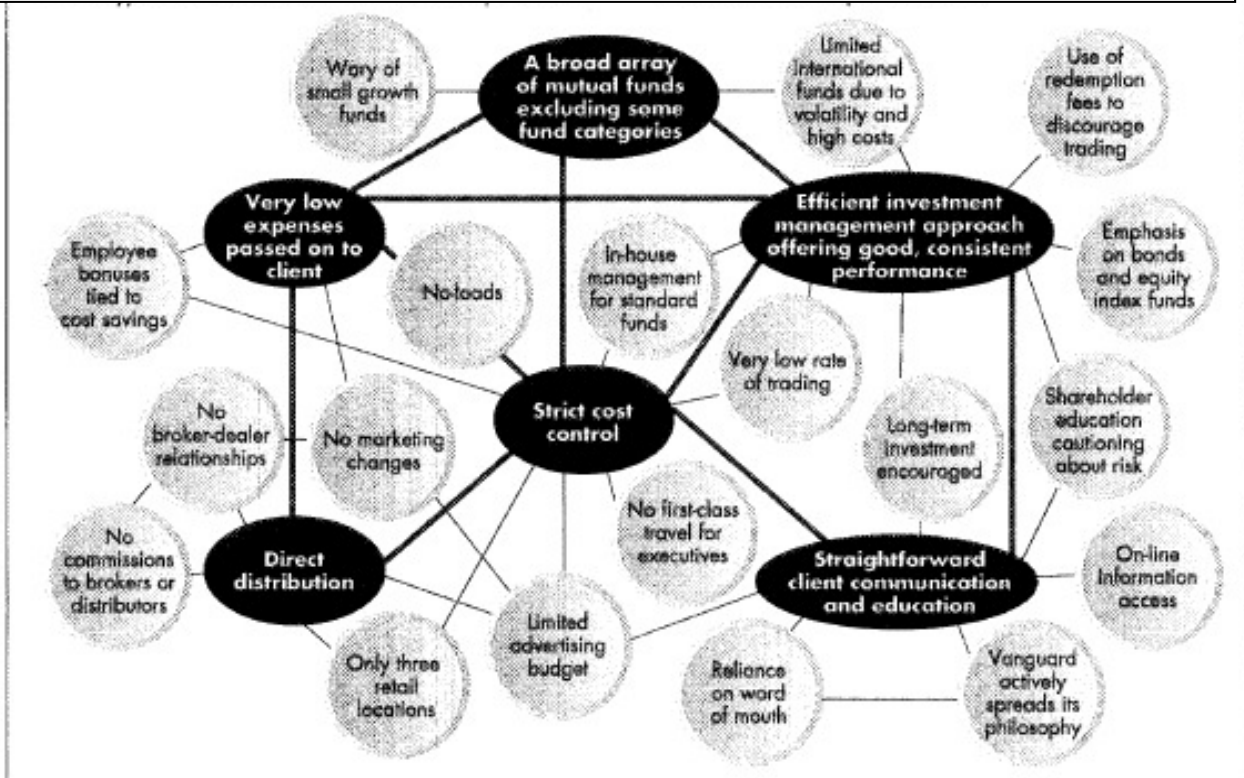 Wary of
small growth
funds
A broad array
of mutual funds
excluding some
fund categories
Limited
international
funds due to
volatility and
high costs
Use of
redemption
fees to
discourage
trading
Very low
expenses
passed on to
client
Efficient investment
management approach
offering good, consistent
performance
Employee
bonuses
tied to
cost savings
No-loads
In-house
management
for standard
funds
Emphasis
on bonds
and equity
index funds
Very low rate
of trading
Shareholder
education
cautioning
about risk
No
broker-dealer
relationships
No marketing
changes
Strict cost
control
Long-term
investment
encouraged
No
commissions
to brokers or
distributors
Direct
distribution
No first-class
travel for
executives
Straightforward
client communication
and education
On-line
information
access
Only three
retail
locations
Limited
advertising
budget
Reliance
on word
of mouth
Vanguard
actively
spreads its
philosophy